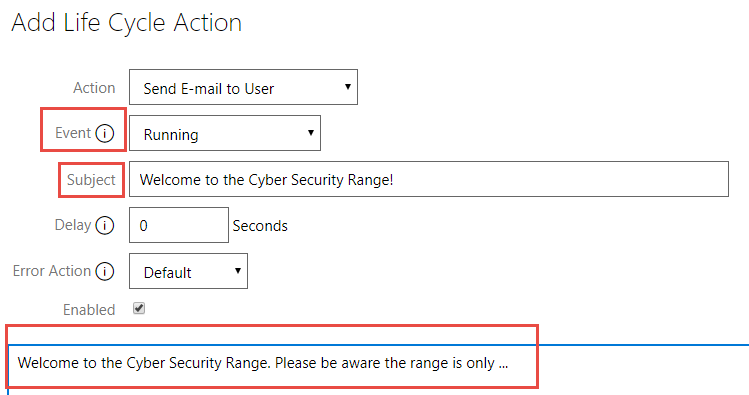 Add Life Cycle Action
Action Send E-mail to User
Event i Running
Subject Welcome to the Cyber Security Range!
Delay i 0 Seconds
Error Action i Default
Enabled
Welcome to the Cyber Security Range. Please be aware the range is only ...